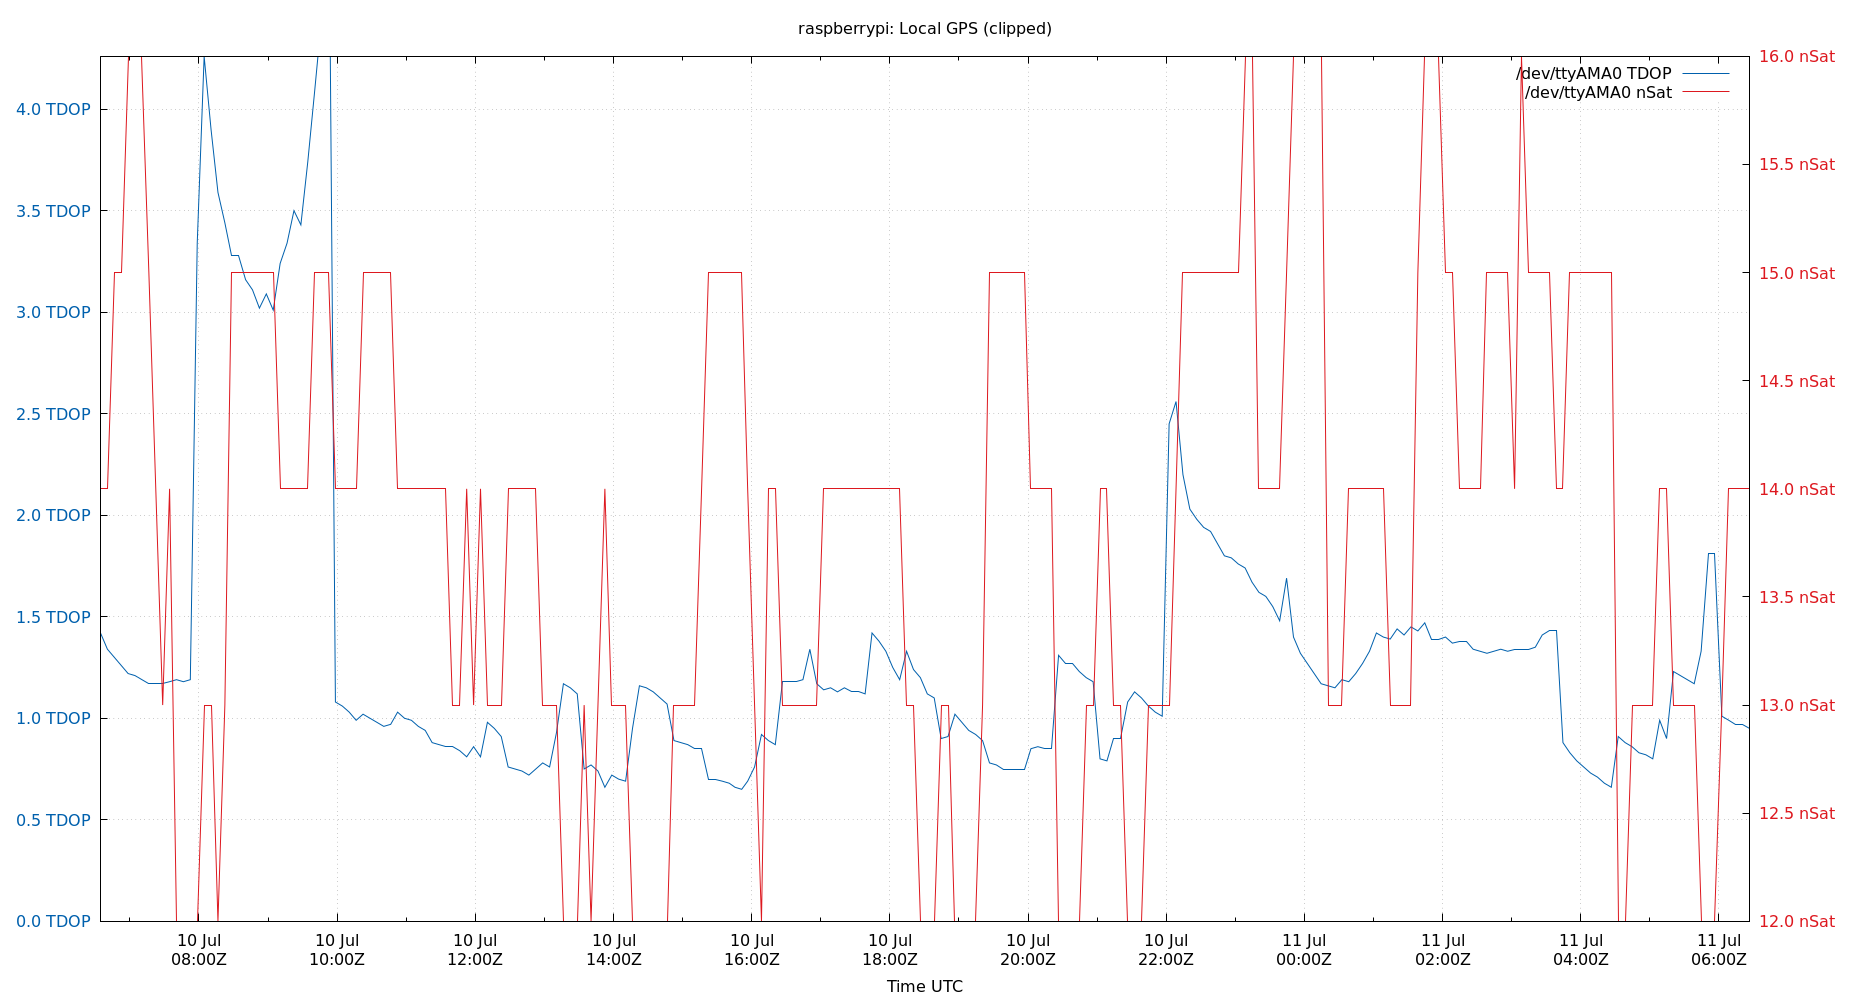 raspberrypi: Local GPS (clipped)
/dev/ttyAMA0 TDOP
/dev/ttyAMA0 nSat
4.0 TDOP
3.5 TDOP
3.0 TDOP
2.5 TDOP
2.0 TDOP
1.5 TDOP
1.0 TDOP
0.5 TDOP
0.0 TDOP
16.0 nSat
15.5 nSat
15.0 nSat
14.5 nSat
14.0 nSat
13.5 nSat
13.0 nSat
12.5 nSat
12.0 nSat
10 Jul
08:00Z
10 Jul
10:00Z
10 Jul
12:00Z
10 Jul
14:00Z
10 Jul
16:00Z
10 Jul
18:00Z
10 Jul
20:00Z
10 Jul
22:00Z
11 Jul
00:00Z
11 Jul
02:00Z
11 Jul
04:00Z
11 Jul
06:00Z
Time UTC